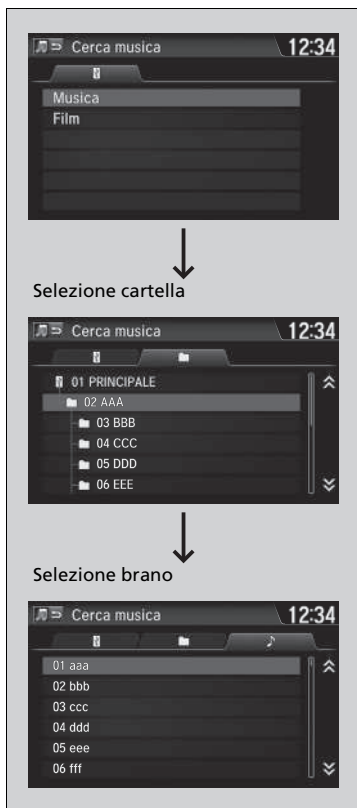 Cerca musica 12:34
Musica
Film
Selezione cartella
Cerca musica 12:34
01 PRINCIPALE
02 AAA
03 BBB
04 CCC
05 DDD
06 EEE
Selezione brano
Cerca musica 12:34
01 aaa
02 bbb
03 ccc
04 ddd
05 eee
06 fff